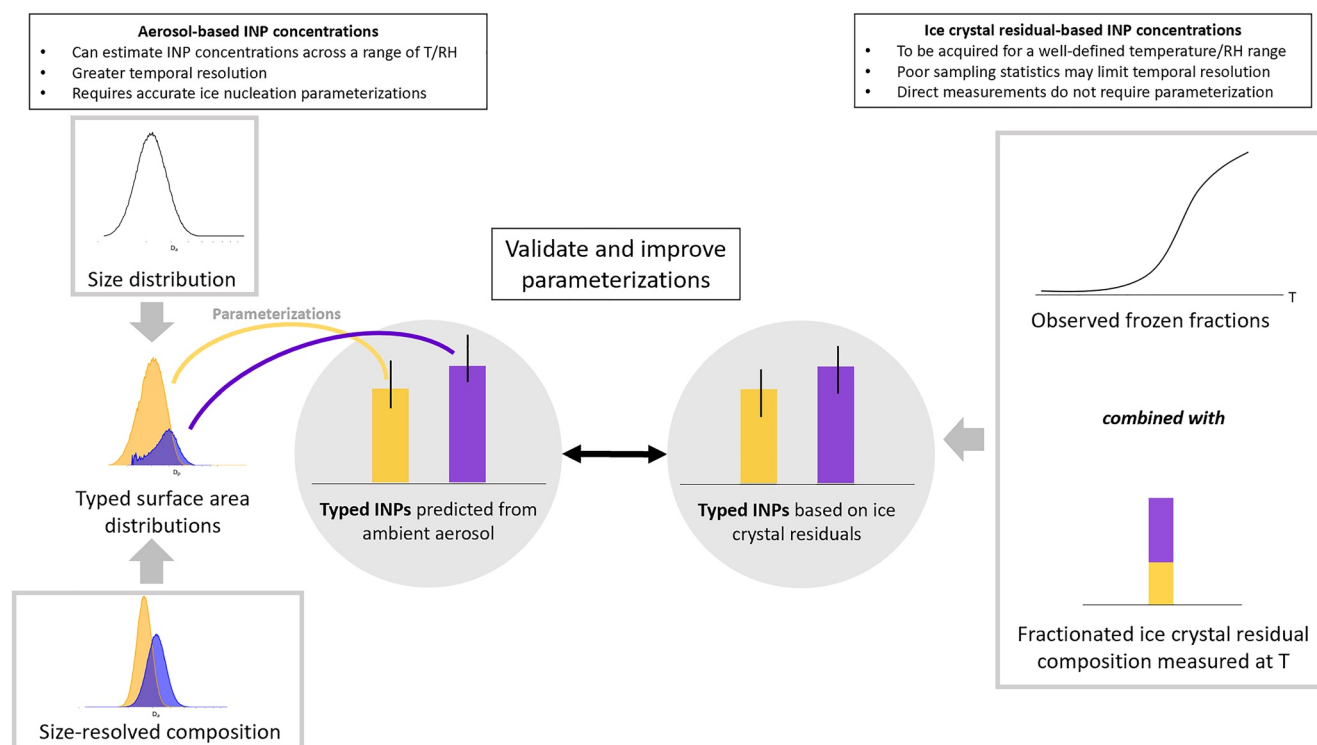 Aerosol-based INP concentrations
• Can estimate INP concentrations across a range of T/RH
• Greater temporal resolution
• Requires accurate ice nucleation parameterizations
Ice crystal residual-based INP concentrations
• To be acquired for a well-defined temperature/RH range
• Poor sampling statistics may limit temporal resolution
• Direct measurements do not require parameterization
Dₐ
Size distribution
Parameterizations
Dₚ
Typed surface area
distributions
Dₐ
Size-resolved composition
Validate and improve
parameterizations
Typed INPs predicted from
ambient aerosol
Typed INPs based on ice
crystal residuals
T
Observed frozen fractions
combined with
Fractionated ice crystal residual
composition measured at T